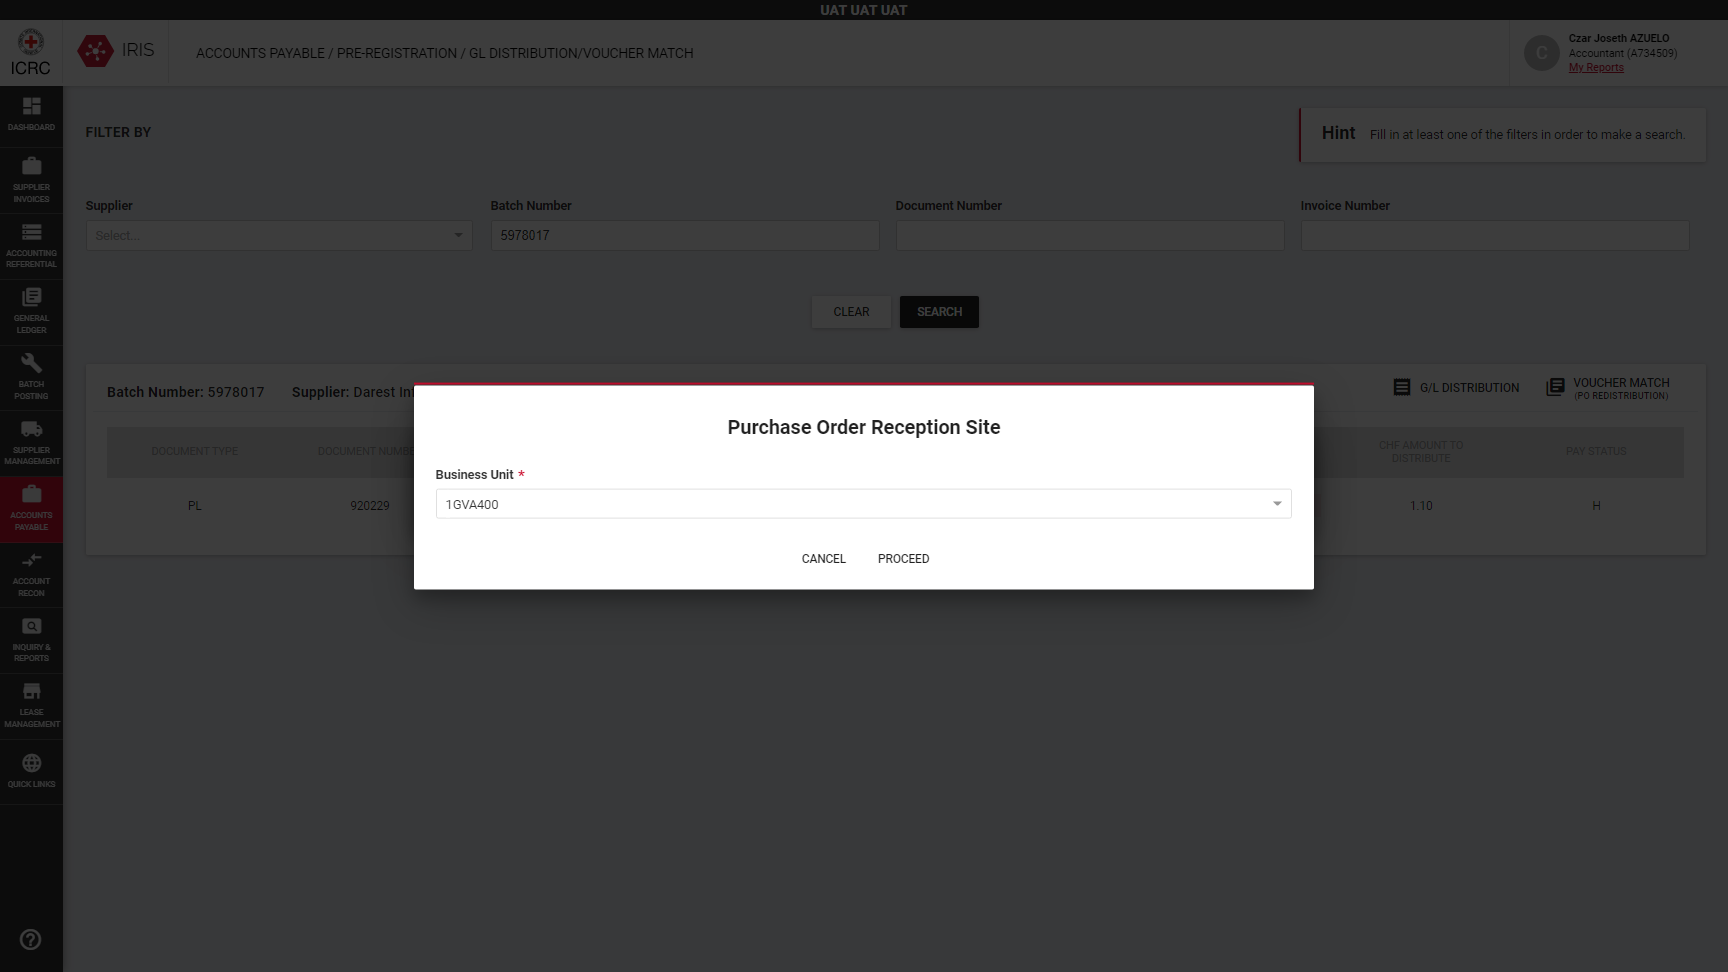 UAT UAT UAT
ICRC
IRIS
ACCOUNTS PAYABLE / PRE-REGISTRATION / GL DISTRIBUTION/VOUCHER MATCH
C
Czar Joseth AZUELO
Accountant (A734509)
My Reports
DASHBOARD
SUPPLIER
INVOICES
ACCOUNTING
REFERENTIAL
GENERAL
LEDGER
BATCH
POSTING
SUPPLIER
MANAGEMENT
ACCOUNTS
PAYABLE
ACCOUNT
RECON
INQUIRY &
REPORTS
LEASE
MANAGEMENT
QUICK LINKS
FILTER BY
Hint Fill in at least one of the filters in order to make a search.
Supplier
Select...
Batch Number
5978017
Document Number
Invoice Number
CLEAR SEARCH
Batch Number: 5978017 Supplier: Darest
G/L DISTRIBUTION
VOUCHER MATCH
(PO REDISTRIBUTION)
DOCUMENT TYPE DOCUMENT
CHF AMOUNT TO
DISTRIBUTE
PAY STATUS
PL 920229 1.10 H
Purchase Order Reception Site
Business Unit *
1GVA400
CANCEL PROCEED